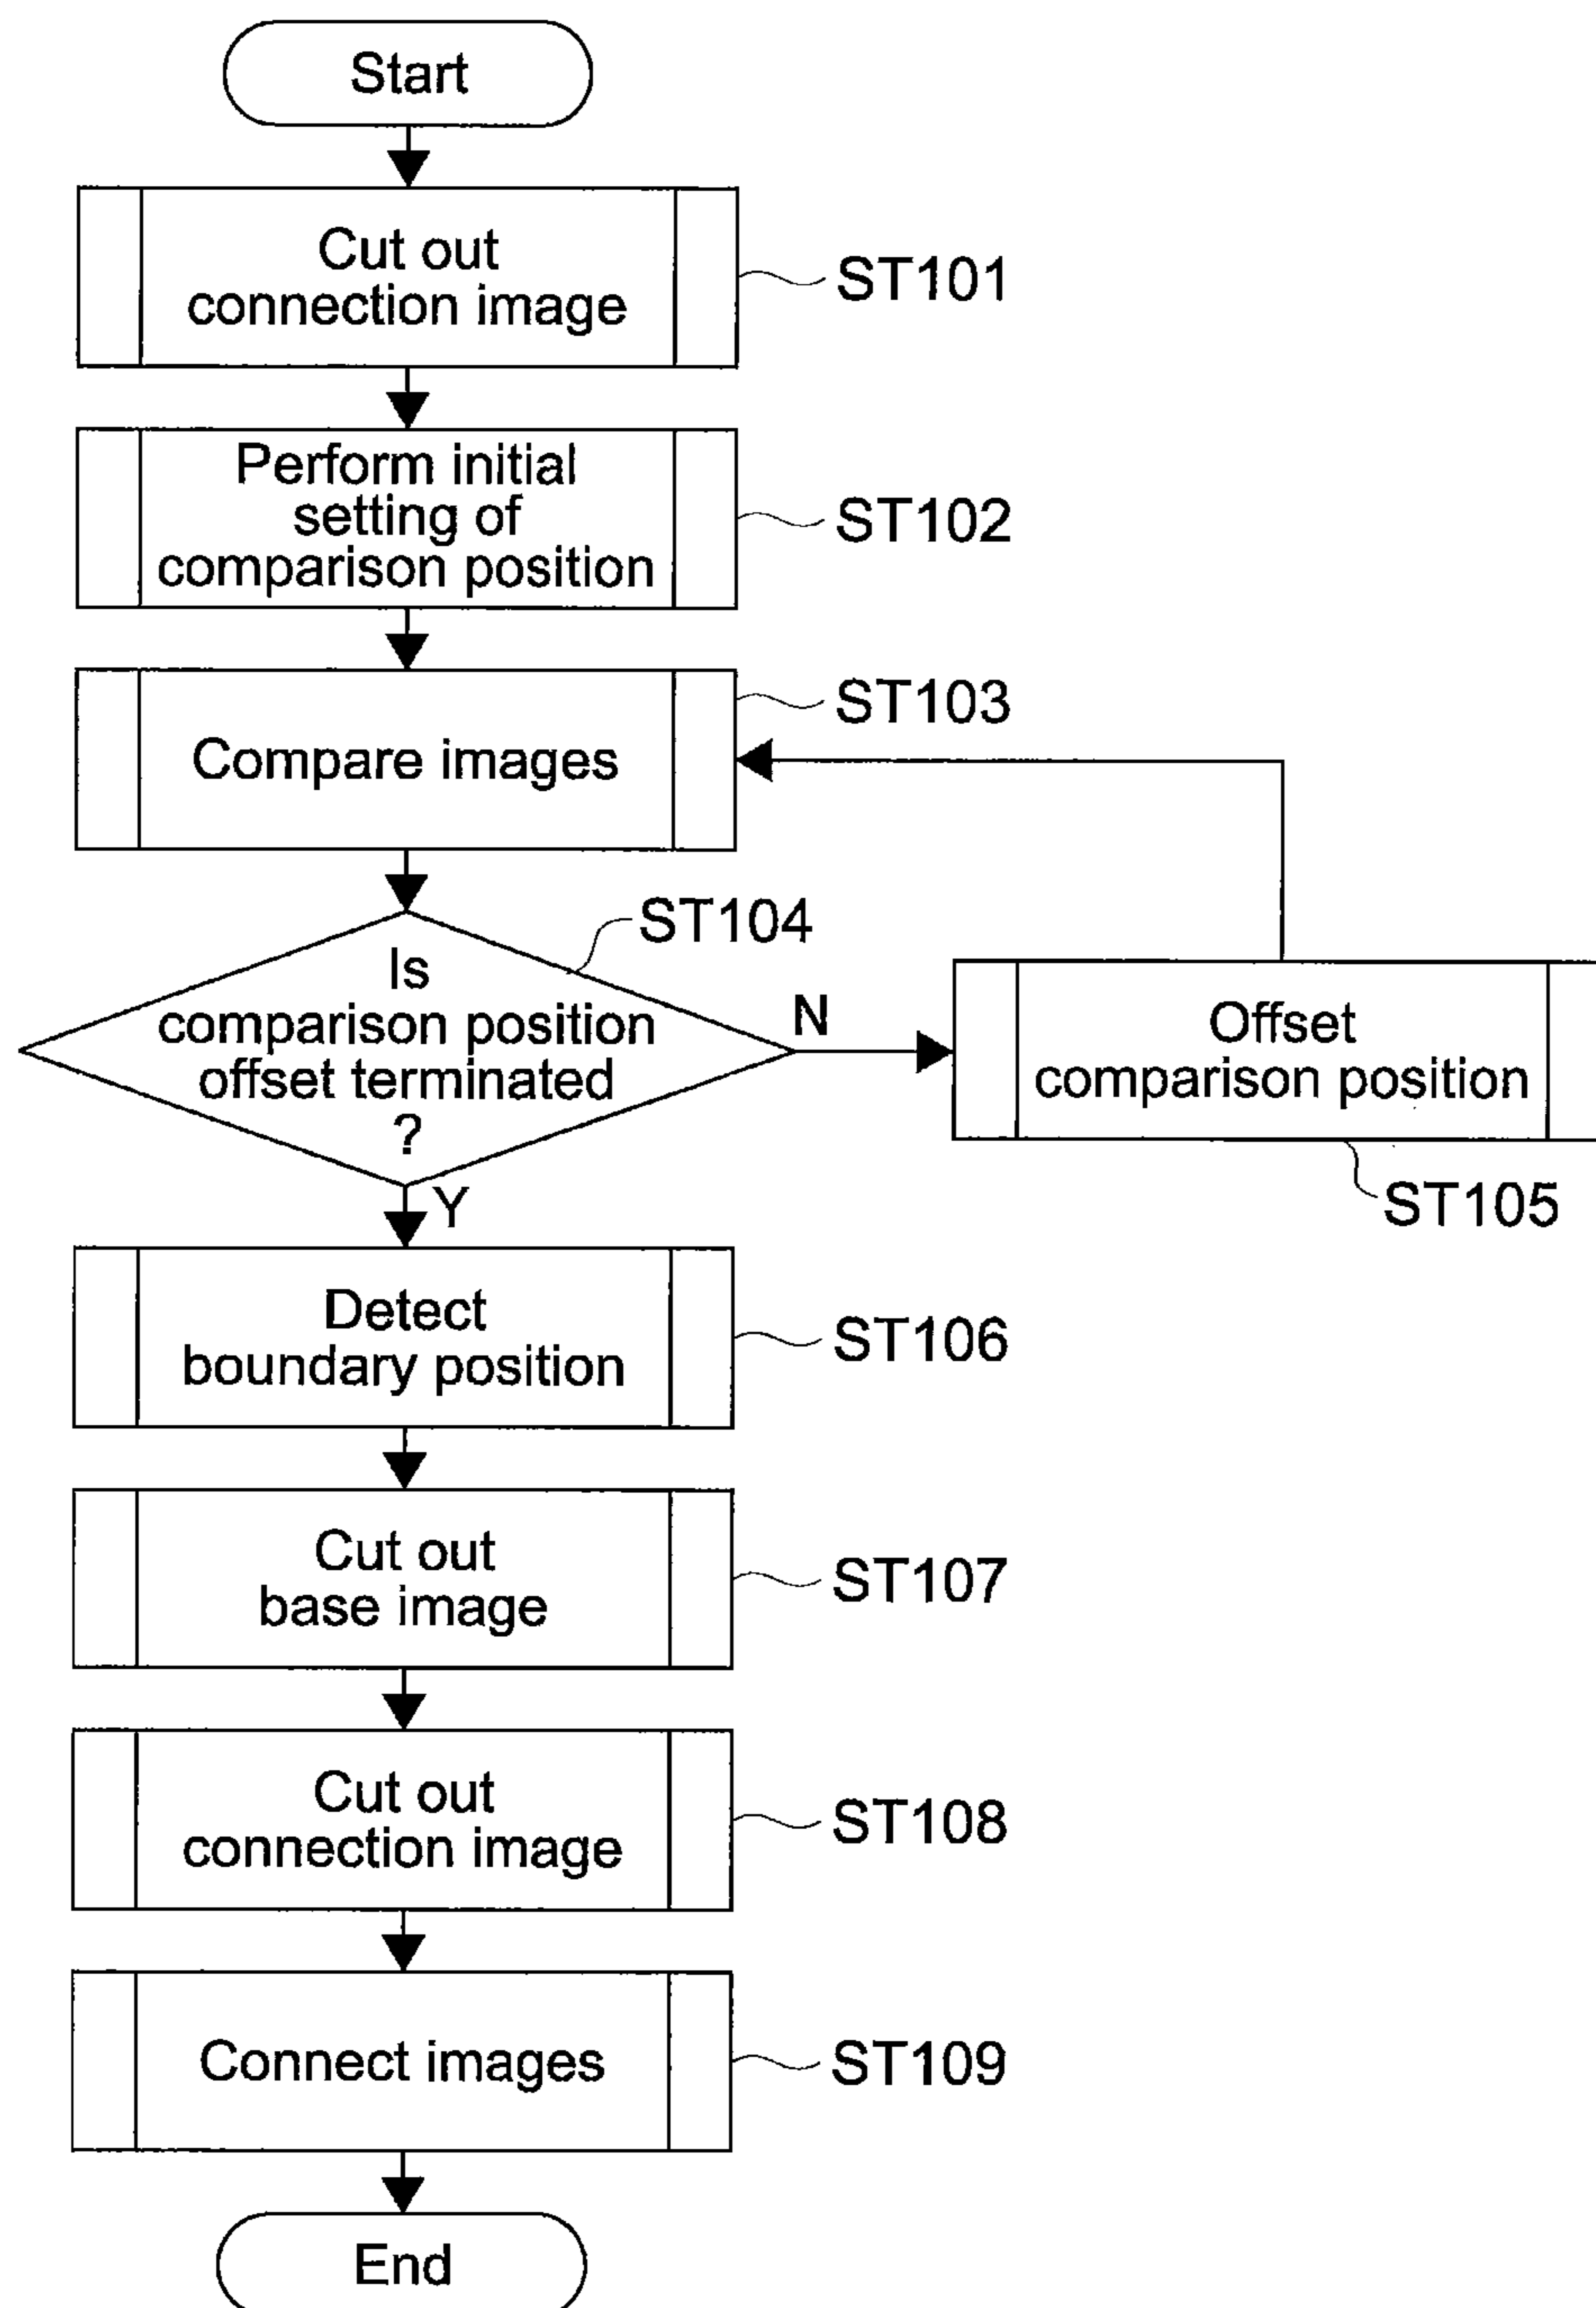 Start
Cut out
connection image
ST101
Perform initial
setting of
comparison position
ST102
Compare images
ST103
Is
comparison position
offset terminated
?
ST104
N
Offset
comparison position
ST105
Y
Detect
boundary position
ST106
Cut out
base image
ST107
Cut out
connection image
ST108
Connect images
ST109
End